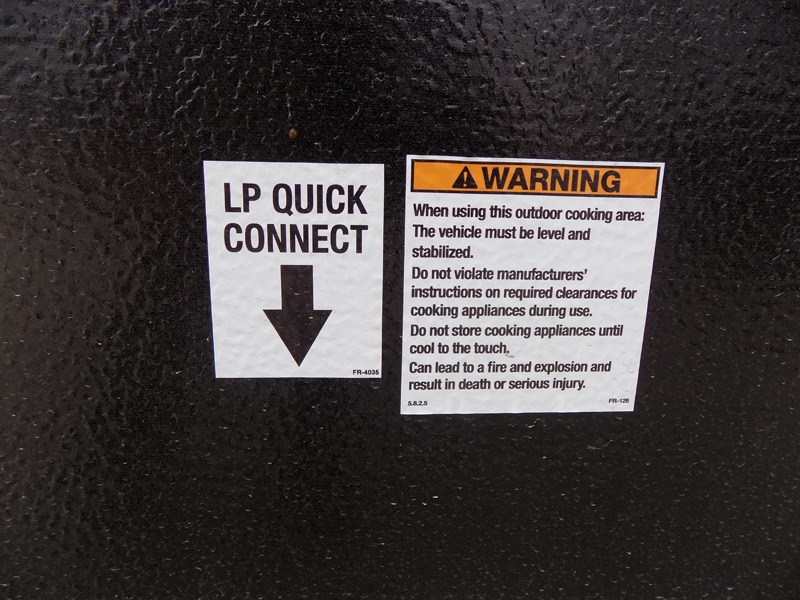 LP QUICK
CONNECT
FR-4035
WARNING
When using this outdoor cooking area:
The vehicle must be level and
stabilized.
Do not violate manufacturers'
instructions on required clearances for
cooking appliances during use.
Do not store cooking appliances until
cool to the touch.
Can lead to a fire and explosion and
result in death or serious injury.
5.8.2.5 FR-126